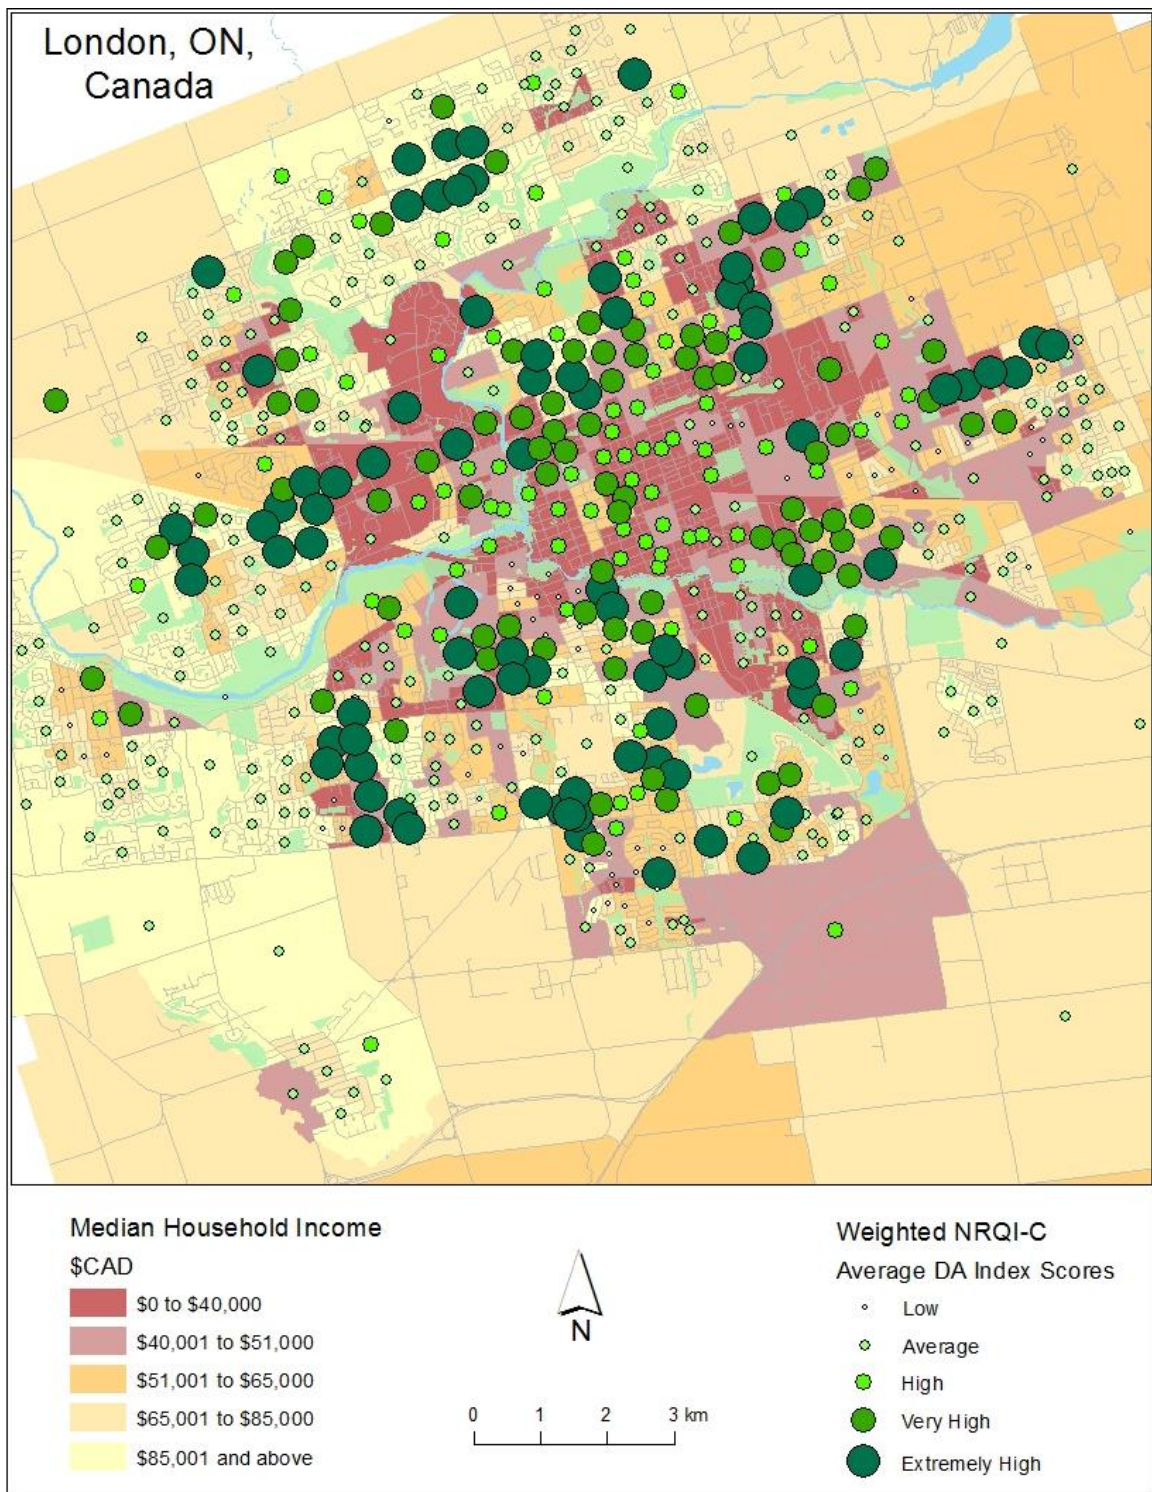 London, ON,
Canada
Median Household Income
$CAD
$0 to $40,000
$40,001 to $51,000
$51,001 to $65,000
$65,001 to $85,000
$85,001 and above
N
0 1 2 3 km
Weighted NRQI-C
Average DA Index Scores
Low
Average
High
Very High
Extremely High